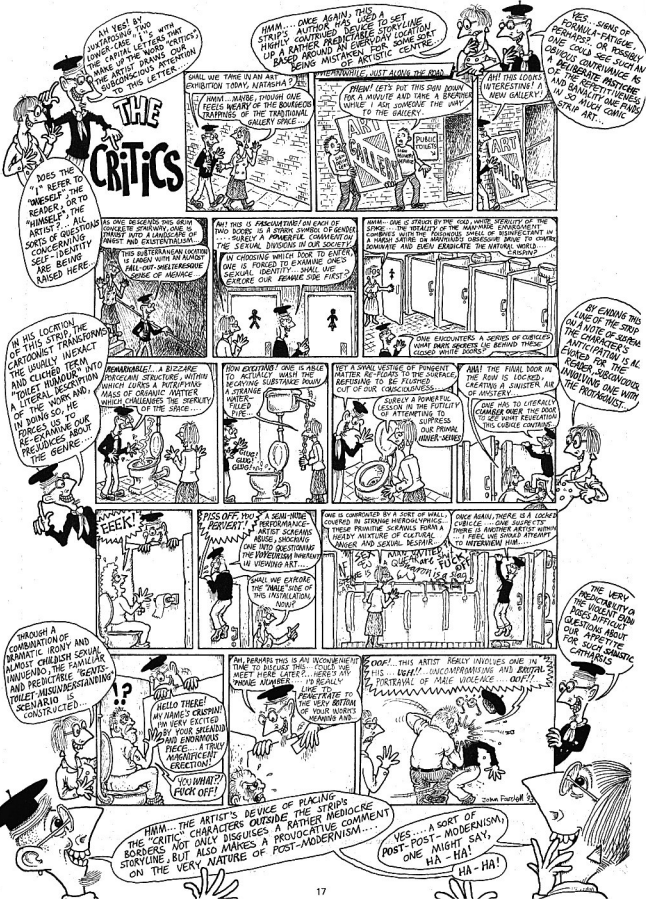 AH YES! BY
JUXTAPOSING TWO
LOWER-CASE "i"s WITH
THE CAPITAL LETTERS THAT
MAKE UP THE WORD "CRITICS",
THE ARTIST DRAWS OUR
SUBCONSCIOUS ATTENTION
TO THIS LETTER...
HMM.... ONCE AGAIN, THIS
STRIP'S AUTHOR HAS USED A
HIGHLY CONTRIVED DEVICE TO SET
UP A RATHER PREDICTABLE STORYLINE
BASED AROUND AN EVERYDAY LOCATION
BEING MISTAKEN FOR SOME SORT
OF ARTISTIC CENTRE...
YES... SIGNS OF
FORMULA-FATIGUE,
PERHAPS? OR POSSIBLY
ONE COULD SEE SUCH AN
OBVIOUS CONTRIVANCE AS
A DELIBERATE PASTICHE
OF THE REPETITIVENESS
AND BANALITY ONE FINDS
IN SO MUCH COMIC
STRIP ART...
THE
CRiTiCS
DOES THE
"I" REFER TO
"ONESELF", THE
READER, OR TO
"HIMSELF", THE
ARTIST?... ALL
SORTS OF QUESTIONS
CONCERNING
SELF-IDENTITY
ARE BEING
RAISED HERE...
SHALL WE TAKE IN AN ART
EXHIBITION TODAY, NATASHA?
HMM...MAYBE, THOUGH ONE
FEELS WEARY OF THE BOURGEOIS
TRAPPINGS OF THE TRADITIONAL
GALLERY SPACE...
MEANWHILE, JUST ALONG THE ROAD...
PHEW! LET'S PUT THIS SIGN DOWN
FOR A MINUTE AND TAKE A BREATHER
WHILE I ASK SOMEONE THE WAY
TO THE GALLERY.
ART
GALLERY
PUBLIC
TOILETS
AH! THIS LOOKS
INTERESTING! A
NEW GALLERY!
ART
GALLERY
AS ONE DESCENDS THIS GRIM
CONCRETE STAIRWAY, ONE IS
THRUST INTO A LANDSCAPE OF
ANGST AND EXISTENTIALISM...
THIS SUBTERRANEAN LOCATION
IS LADEN WITH AN ALMOST
FALL-OUT-SHELTERESQUE
SENSE OF MENACE...
AH! THIS IS FASCINATING! ON EACH OF
TWO DOORS IS A STARK SYMBOL OF GENDER
...SURELY A POWERFUL COMMENT ON
THE SEXUAL DIVISIONS IN OUR SOCIETY.
IN CHOOSING WHICH DOOR TO ENTER,
ONE IS FORCED TO EXAMINE ONE'S
SEXUAL IDENTITY... SHALL WE
EXPLORE OUR FEMALE SIDE FIRST?
HMM... ONE IS STRUCK BY THE COLD, WHITE, STERILITY OF THE
SPACE..... THE TOTALITY OF THE MAN-MADE ENVIROMENT
COMBINES WITH THE POISONOUS SMELL OF DISINFECTANT IN
A HARSH SATIRE ON MANKIND'S OBSESSIVE DRIVE TO CONTROL,
DOMINATE AND EVEN ERADICATE THE NATURAL WORLD....
CRISPIN?
ONE ENCOUNTERS A SERIES OF CUBICLES
WHAT DARK SECRETS LIE BEHIND THESE
CLOSED WHITE DOORS?
BY ENDING THIS
LINE OF THE STRIP
ON A NOTE OF SUSPENSE
THE CHARACTER'S
ANTICIPATION IS ALSO
EVOKED FOR THE
READER, SUBCONSCIOUSLY
INVOLVING ONE WITH
THE PROTAGONIST...
IN HIS LOCATION
OF THIS STRIP, THE
CARTOONIST TRANSFORMS
THE USUALLY INEXACT
AND CLICHÉD TERM
"TOILET HUMOUR" INTO
A LITERAL DESCRIPTION
OF THE WORK AND,
IN DOING SO, HE
FORCES US TO
RE-EXAMINE OUR
PREJUDICES ABOUT
THE GENRE...
REMARKABLE!.. A BIZZARE
PORCELAIN STRUCTURE, WITHIN
WHICH LURKS A PUTRIFYING
MASS OF ORGANIC MATTER
WHICH CHALLENGES THE STERILITY
OF THE SPACE....
HOW EXCITING! ONE IS ABLE
TO ACTUALLY WASH THE
DECAYING SUBSTANCE DOWN
A STRANGE
WATER-
FILLED
PIPE...
GLUG!
GLUG!
GLUG!
YET A SMALL VESTIGE OF PUNGENT
MATTER RE-FLOATS TO THE SURFACE,
REFUSING TO BE FLUSHED
OUT OF OUR CONSCIOUSNESS...
SURELY A POWERFUL
LESSON IN THE FUTILITY
OF ATTEMPTING TO
SUPPRESS
OUR PRIMAL
INNER-SELVES
AHA! THE FINAL DOOR IN
THE ROW IS LOCKED,
CREATING A SINISTER AIR
OF MYSTERY...
ONE HAS TO LITERALLY
CLAMBER OVER THE DOOR
TO SEE WHAT REVELATION
THIS CUBICLE CONTAINS...
EEEK!
PISS OFF, YOU
PERVERT!
A SEMI-NUDE
PERFORMANCE-
ARTIST SCREAMS
ABUSE, SHOCKING
ONE INTO QUESTIONING
THE VOYEURISM INHERENT
IN VIEWING ART...
SHALL WE EXPLORE
THE "MALE" SIDE OF
THIS INSTALLATION,
NOW?
ONE IS CONFRONTED BY A SORT OF WALL,
COVERED IN STRANGE HIEROGLYPHICS...
THESE PRIMITIVE SCRAWLS FORM A
HEADY MIXTURE OF CULTURAL
ANGER AND SEXUAL DESPAIR...
ONCE AGAIN, THERE IS A LOCKED
CUBICLE... ONE SUSPECTS
THERE IS ANOTHER ARTIST WITHIN
... I FEEL WE SHOULD ATTEMPT
TO INTERVIEW HIM....
SEX
MAN UNITED
FUCK
OFF
Sharon is a slag
THE VERY
PREDICTABILITY OF
THE VIOLENT ENDING
POSES DIFFICULT
QUESTIONS ABOUT
OUR APPETITE
FOR SUCH SADISTIC
CATHARSIS
THROUGH A
COMBINATION OF
DRAMATIC IRONY AND
ALMOST CHILDISH SEXUAL
INNUENDO, THE FAMILIAR
AND PREDICTABLE "GENTS-
TOILET-MISUNDERSTANDING"
SCENARIO IS
CONSTRUCTED...
!?
HELLO THERE!
MY NAME'S CRISPIN!
I'M VERY EXCITED
BY YOUR SPLENDID
AND ENORMOUS
PIECE.... A TRULY
MAGNIFICENT
ERECTION!
YOU WHAT?!
FUCK OFF!
AH, PERHAPS THIS IS AN INCONVENIENT
TIME TO DISCUSS THIS... COULD WE
MEET HERE LATER?... HERE'S MY
PHONE NUMBER.... I'D REALLY
LIKE TO
PENETRATE TO
THE VERY BOTTOM
OF YOUR WORK'S
MEANING AND...
OOF!... THIS ARTIST REALLY INVOLVES ONE IN
HIS... UGH!!...UNCOMPROMISING AND BRUTAL
PORTRAYAL OF MALE VIOLENCE.... OOF!!..
John Fardell
HMM... THE ARTIST'S DEVICE OF PLACING
THE "CRITIC" CHARACTERS OUTSIDE THE STRIP'S
BORDERS NOT ONLY DISGUISES A RATHER MEDIOCRE
STORYLINE, BUT ALSO MAKES A PROVOCATIVE COMMENT
ON THE VERY NATURE OF POST-MODERNISM....
YES.... A SORT OF
POST-POST-MODERNISM,
ONE MIGHT SAY,
HA-HA!
HA-HA!
17